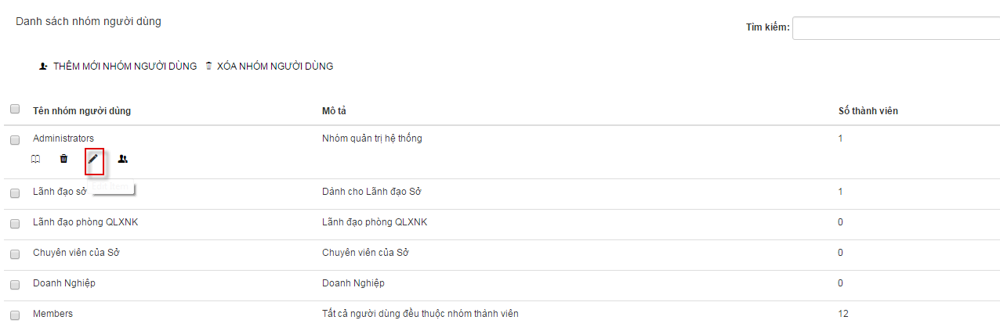 Danh sách nhóm người dùng
Tìm kiếm:
THÊM MỚI NHÓM NGƯỜI DÙNG XÓA NHÓM NGƯỜI DÙNG
Tên nhóm người dùng Mô tả Số thành viên
Administrators Nhóm quản trị hệ thống 1
Lãnh đạo sở Dành cho Lãnh đạo Sở 1
Lãnh đạo phòng QLXNK Lãnh đạo phòng QLXNK 0
Chuyên viên của Sở Chuyên viên của Sở 0
Doanh Nghiệp Doanh Nghiệp 0
Members Tất cả người dùng đều thuộc nhóm thành viên 12